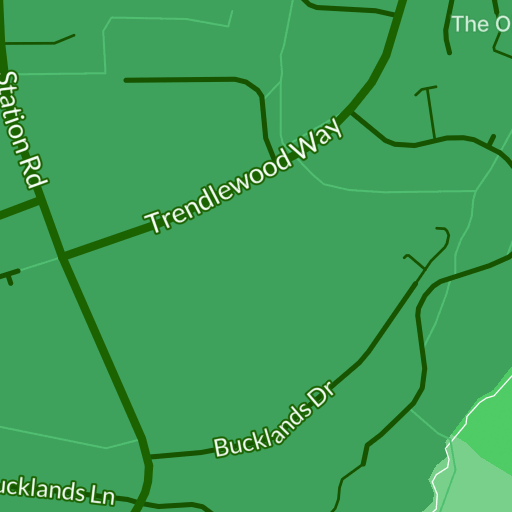 The O
Station Rd
Trendlewood Way
Bucklands Dr
ucklands Ln